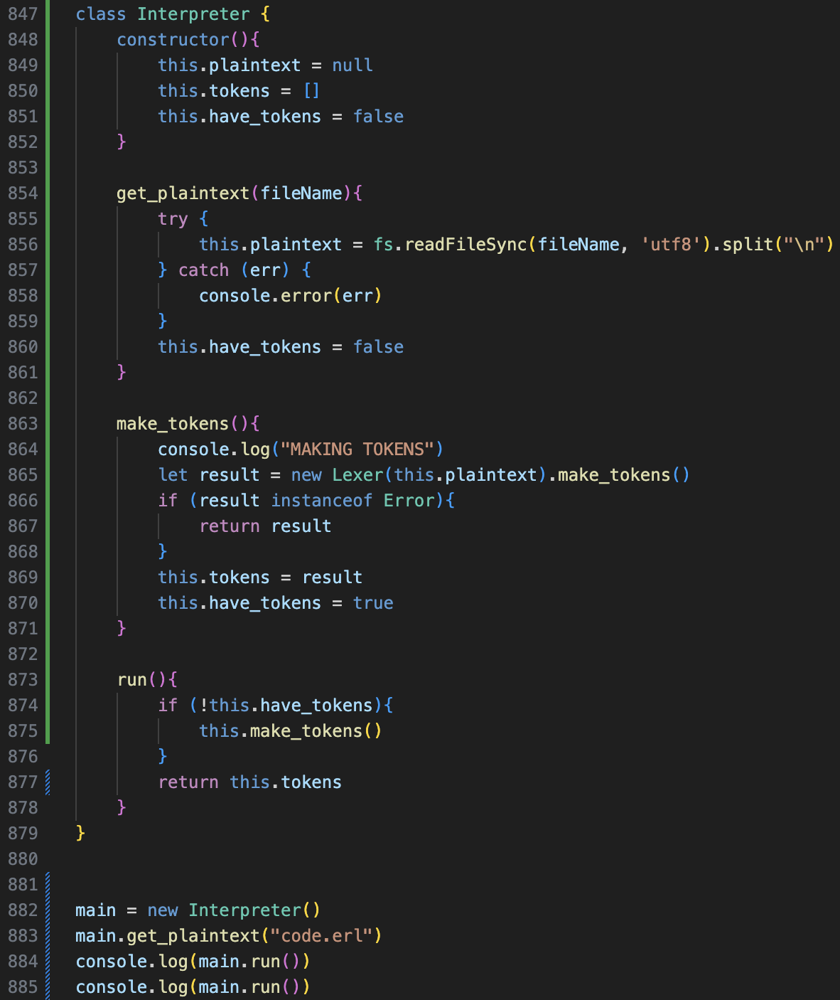 847 class Interpreter {
848     constructor(){
849         this.plaintext = null
850         this.tokens = []
851         this.have_tokens = false
852     }
853
854     get_plaintext(fileName){
855         try {
856             this.plaintext = fs.readFileSync(fileName, 'utf8').split("\n")
857         } catch (err) {
858             console.error(err)
859         }
860         this.have_tokens = false
861     }
862
863     make_tokens(){
864         console.log("MAKING TOKENS")
865         let result = new Lexer(this.plaintext).make_tokens()
866         if (result instanceof Error){
867             return result
868         }
869         this.tokens = result
870         this.have_tokens = true
871     }
872
873     run(){
874         if (!this.have_tokens){
875             this.make_tokens()
876         }
877         return this.tokens
878     }
879 }
880
881
882 main = new Interpreter()
883 main.get_plaintext("code.erl")
884 console.log(main.run())
885 console.log(main.run())